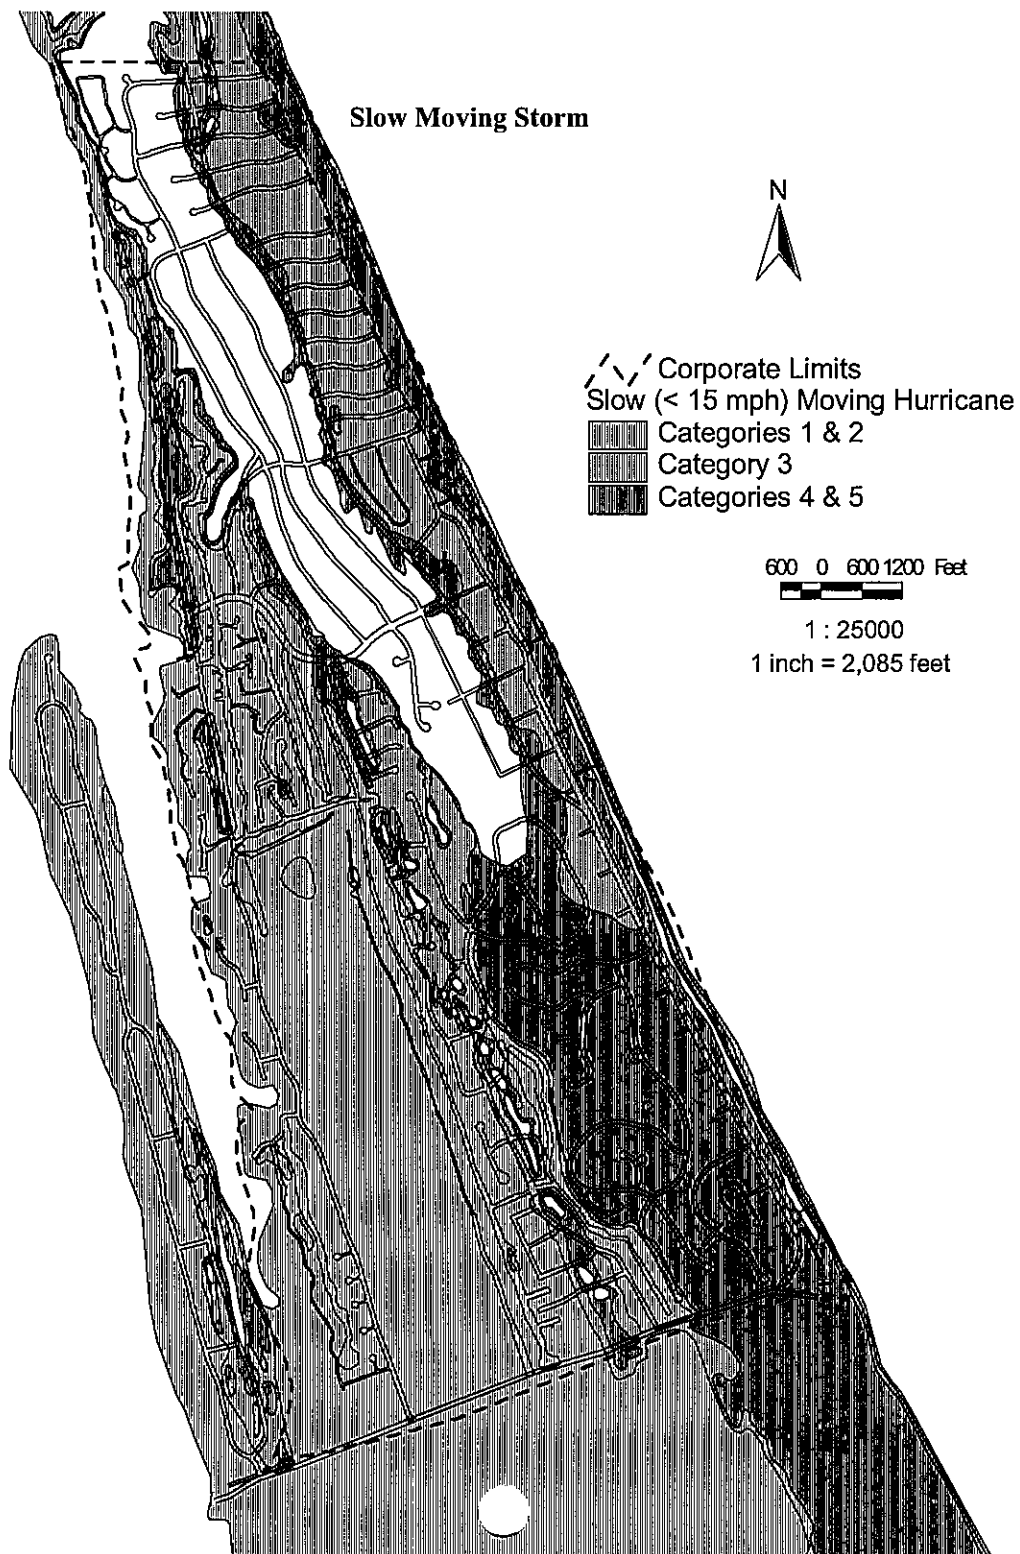 Slow Moving Storm
N
Corporate Limits
Slow (< 15 mph) Moving Hurricane
Categories 1 & 2
Category 3
Categories 4 & 5
600 0 600 1200 Feet
1 : 25000
1 inch = 2,085 feet